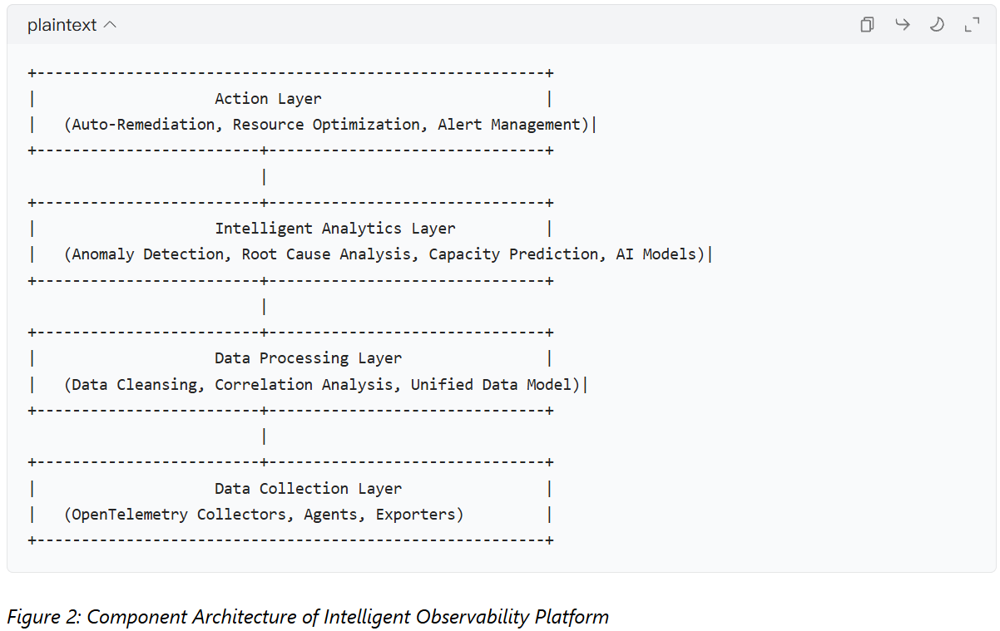 plaintext
+---------------------------------------------------------+
|                    Action Layer                         |
|   (Auto-Remediation, Resource Optimization, Alert Management)|
+-------------------------+-------------------------------+
                          |
+-------------------------+-------------------------------+
|                    Intelligent Analytics Layer          |
|   (Anomaly Detection, Root Cause Analysis, Capacity Prediction, AI Models)|
+-------------------------+-------------------------------+
                          |
+-------------------------+-------------------------------+
|                    Data Processing Layer                |
|   (Data Cleansing, Correlation Analysis, Unified Data Model)|
+-------------------------+-------------------------------+
                          |
+-------------------------+-------------------------------+
|                    Data Collection Layer                |
|   (OpenTelemetry Collectors, Agents, Exporters)         |
+---------------------------------------------------------+
Figure 2: Component Architecture of Intelligent Observability Platform